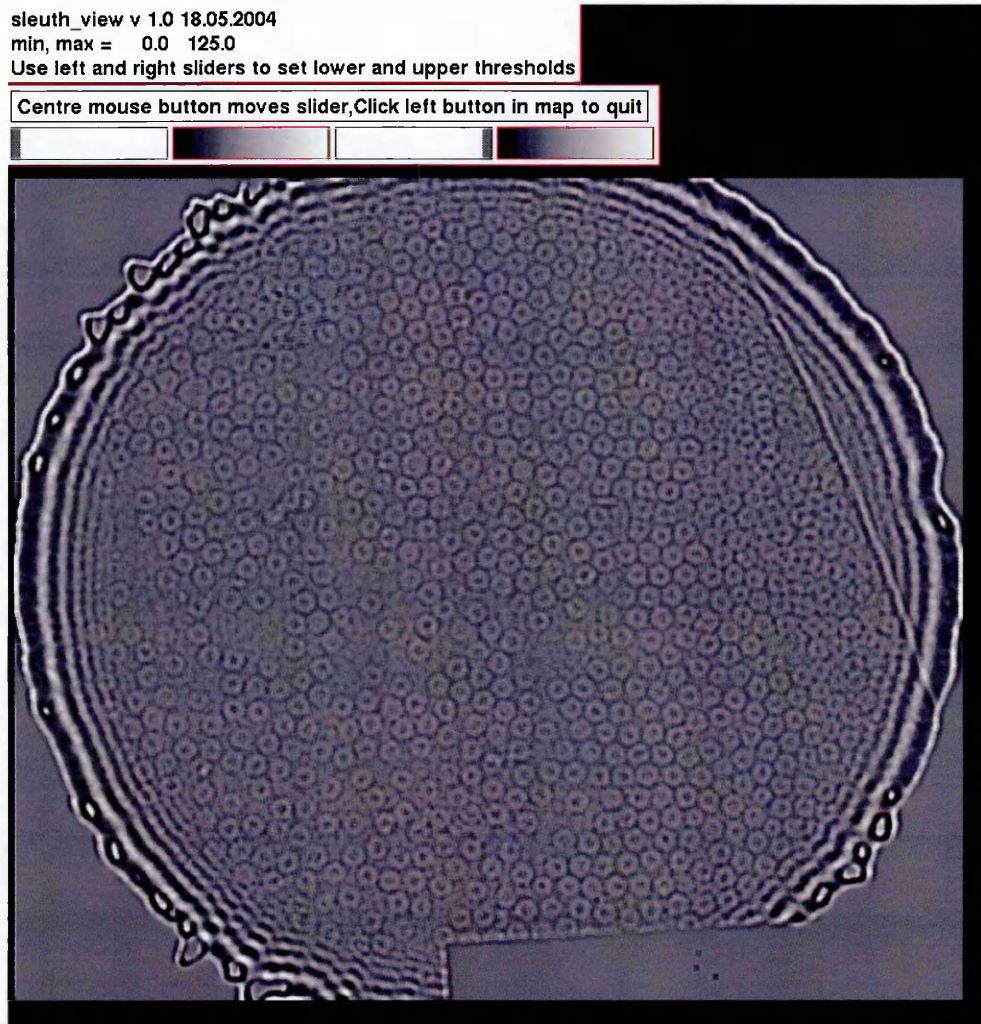 sleuth_view v 1.0 18.05.2004
min, max = 0.0 125.0
Use left and right sliders to set lower and upper thresholds
Centre mouse button moves slider,Click left button in map to quit